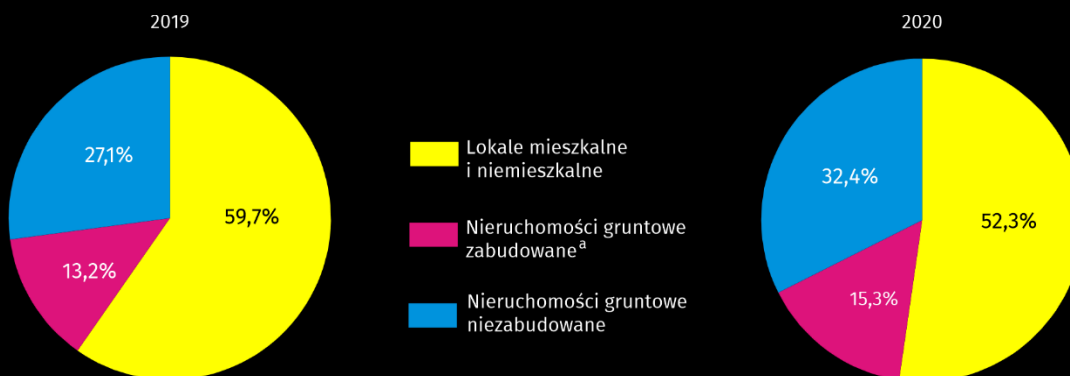 2019
2020
27,1%
59,7%
13,2%
Lokale mieszkalne
i niemieszkalne
Nieruchomości gruntowe
zabudowane a
Nieruchomości gruntowe
niezabudowane
32,4%
52,3%
15,3%